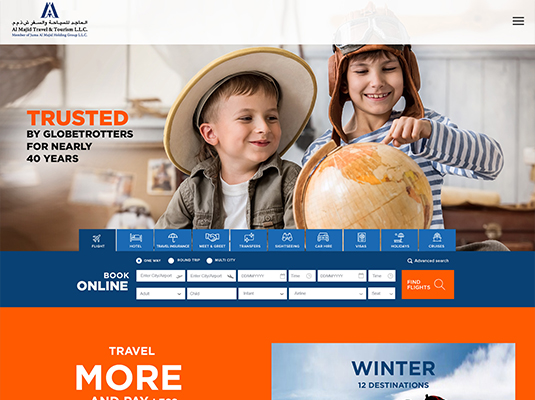 الماجد للسياحة والسفر ش.ذ.م.م
Al Majid Travel & Tourism L.L.C.
Member of Juma Al Majid Holding Group L.L.C.
TRUSTED
BY GLOBETROTTERS
FOR NEARLY
40 YEARS
FLIGHT
HOTEL
TRAVEL INSURANCE
MEET & GREET
TRANSFERS
SIGHTSEEING
CAR HIRE
VISAS
HOLIDAYS
CRUISES
ONE WAY
ROUND TRIP
MULTI CITY
Advanced search
BOOK
ONLINE
Enter City/Airport
Enter City/Airport
DD/MM/YYYY
Time
DD/MM/YYYY
Time
Adult
Child
Infant
Airline
FIND
FLIGHTS
TRAVEL
MORE
AND PAY LESS
WINTER
12 DESTINATIONS